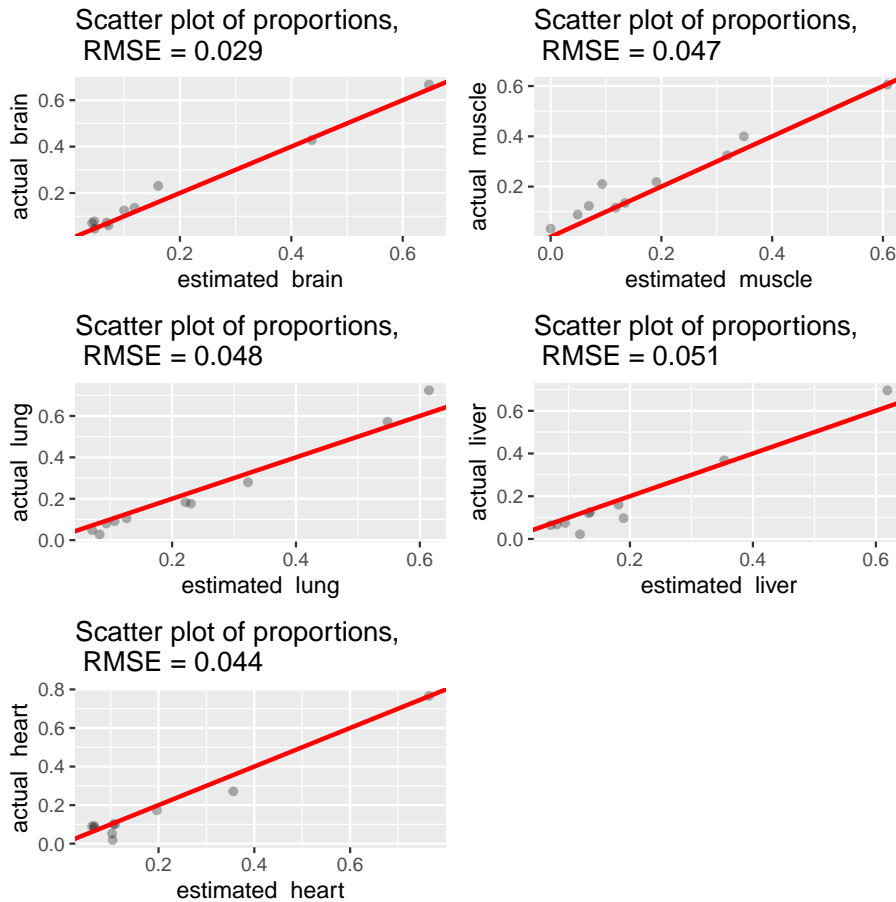 Scatter plot of proportions,
RMSE = 0.029
actual brain
0.6
0.4
0.2
0.2
0.4
0.6
estimated brain
Scatter plot of proportions,
RMSE = 0.047
actual muscle
0.6
0.4
0.2
0.0
0.2
0.4
0.6
estimated muscle
Scatter plot of proportions,
RMSE = 0.048
actual lung
0.6
0.4
0.2
0.0
0.2
0.4
0.6
estimated lung
Scatter plot of proportions,
RMSE = 0.051
actual liver
0.6
0.4
0.2
0.0
0.2
0.4
0.6
estimated liver
Scatter plot of proportions,
RMSE = 0.044
actual heart
0.8
0.6
0.4
0.2
0.0
0.2
0.4
0.6
estimated heart